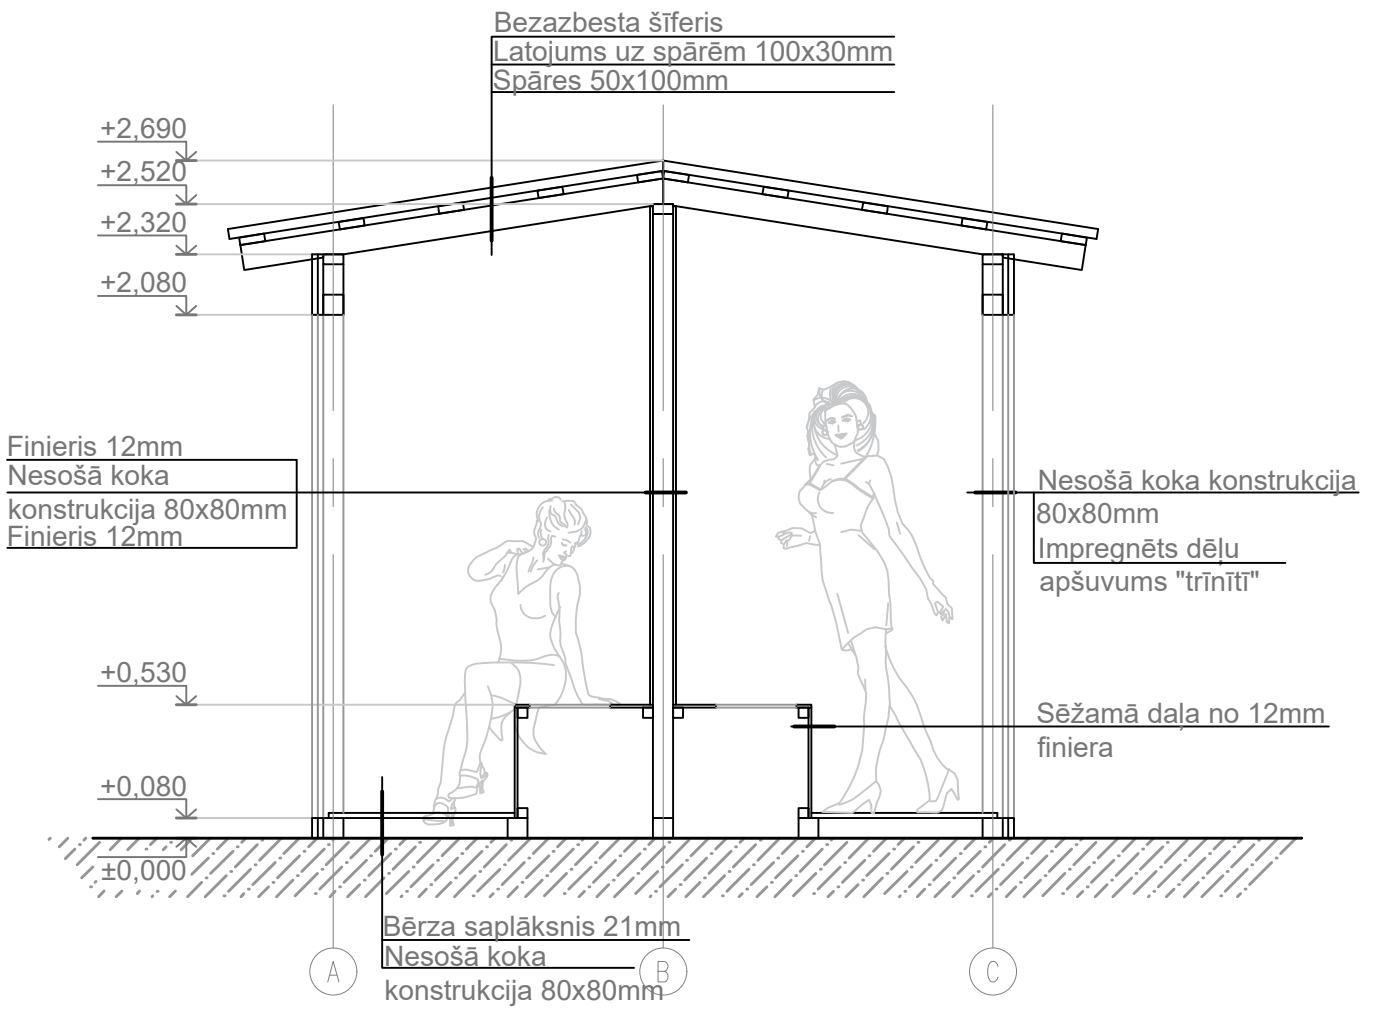 Bezazbesta šīferis
Latojums uz spārēm 100x30mm
Spāres 50x100mm
+2,690
+2,520
+2,320
+2,080
Finieris 12mm
Nesošā koka
konstrukcija 80x80mm
Finieris 12mm
Nesošā koka konstrukcija
80x80mm
Impregnēts dēļu
apšuvums "trīnītī"
+0,530
Sēžamā daļa no 12mm
finiera
+0,080
±0,000
Bērza saplāksnis 21mm
Nesošā koka
konstrukcija 80x80mm
A
B
C